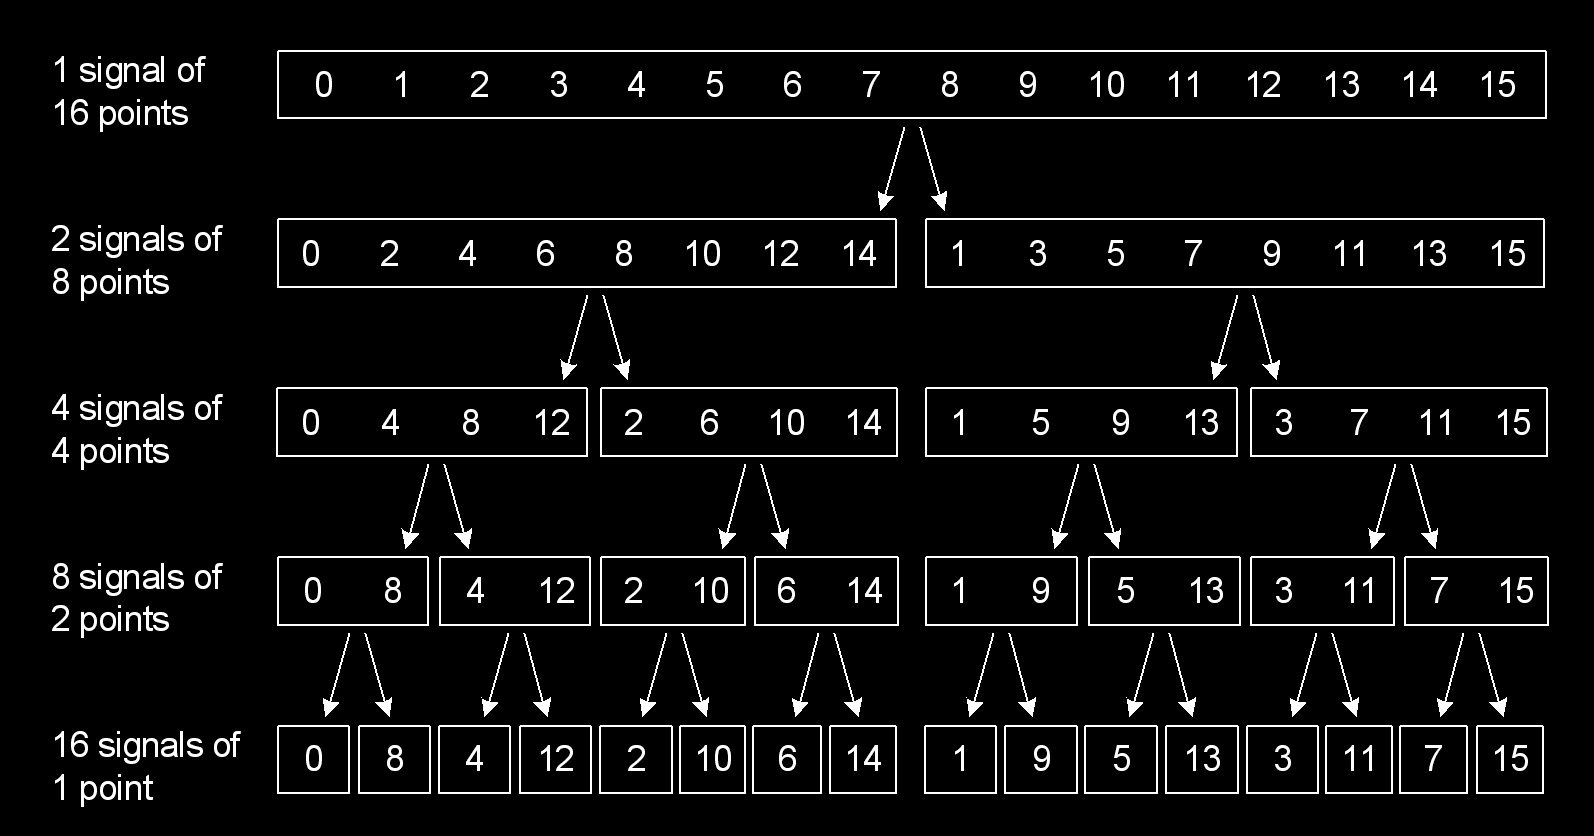 1 signal of
16 points
0 1 2 3 4 5 6 7 8 9 10 11 12 13 14 15
2 signals of
8 points
0 2 4 6 8 10 12 14 1 3 5 7 9 11 13 15
4 signals of
4 points
0 4 8 12 2 6 10 14 1 5 9 13 3 7 11 15
8 signals of
2 points
0 8 4 12 2 10 6 14 1 9 5 13 3 11 7 15
16 signals of
1 point
0 8 4 12 2 10 6 14 1 9 5 13 3 11 7 15